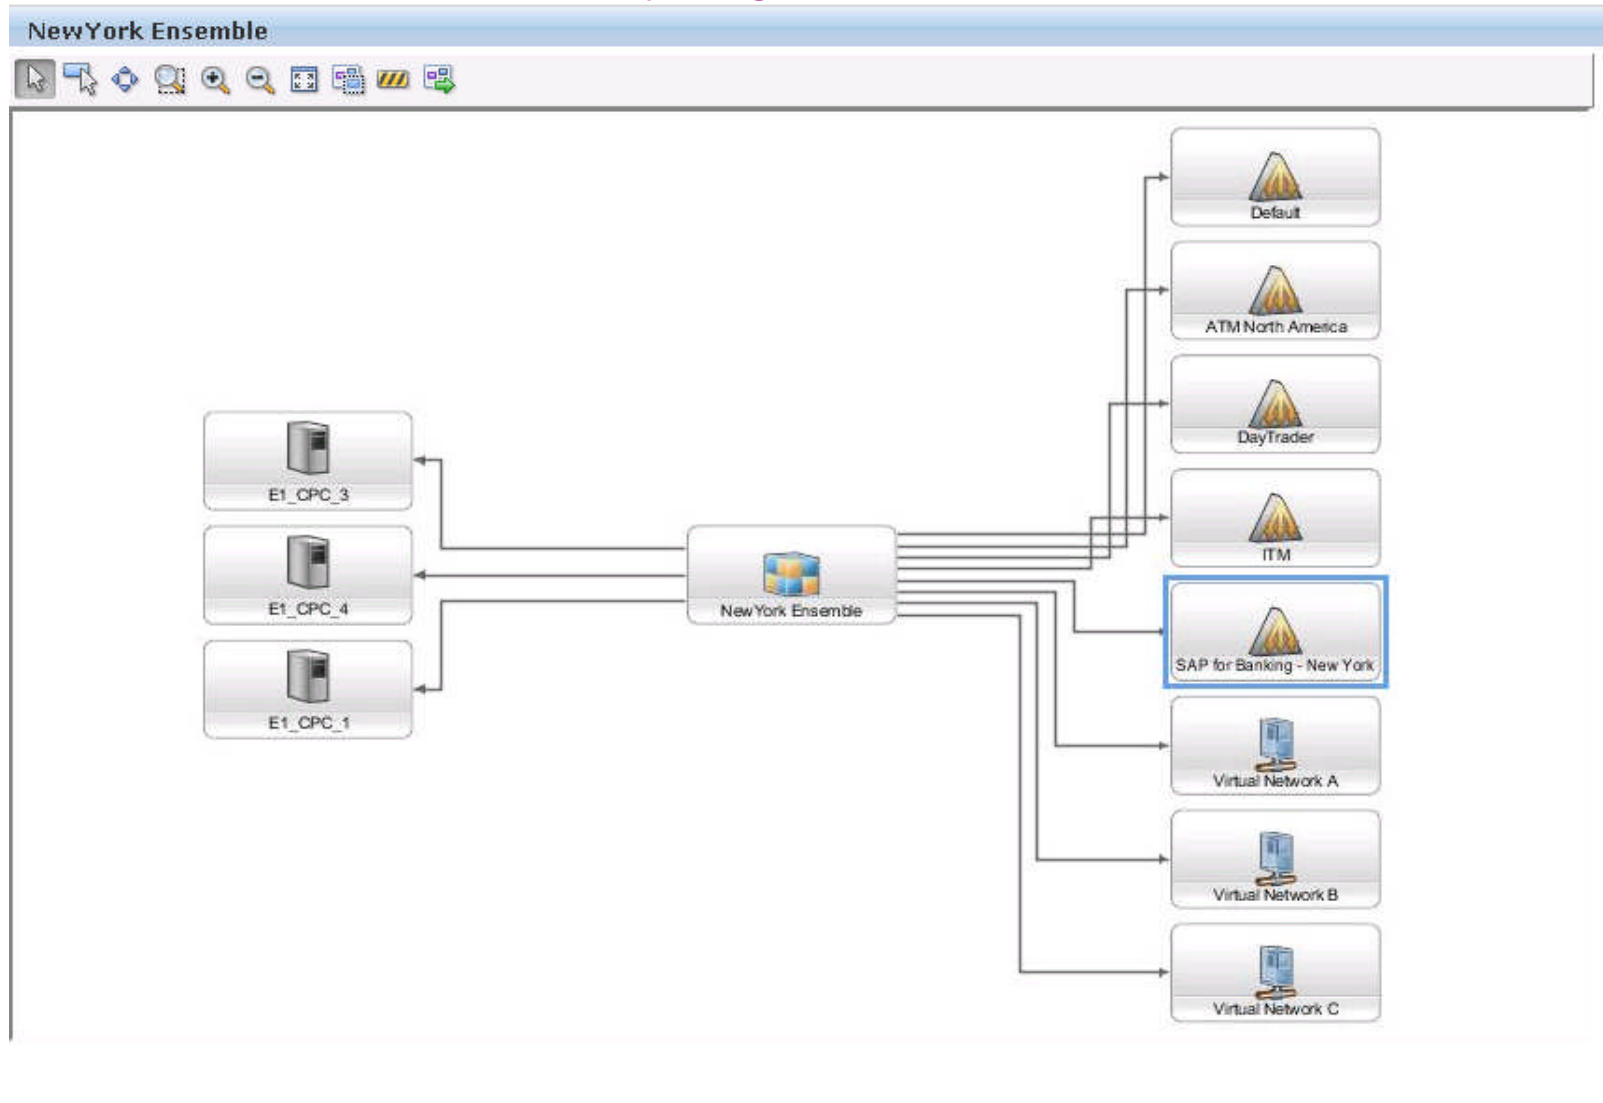 NewYork Ensemble
Default
ATM North America
DayTrader
E1_CPC_3
ITM
E1_CPC_4
NewYork Ensemble
SAP for Banking - New York
E1_CPC_1
Virtual Network A
Virtual Network B
Virtual Network C